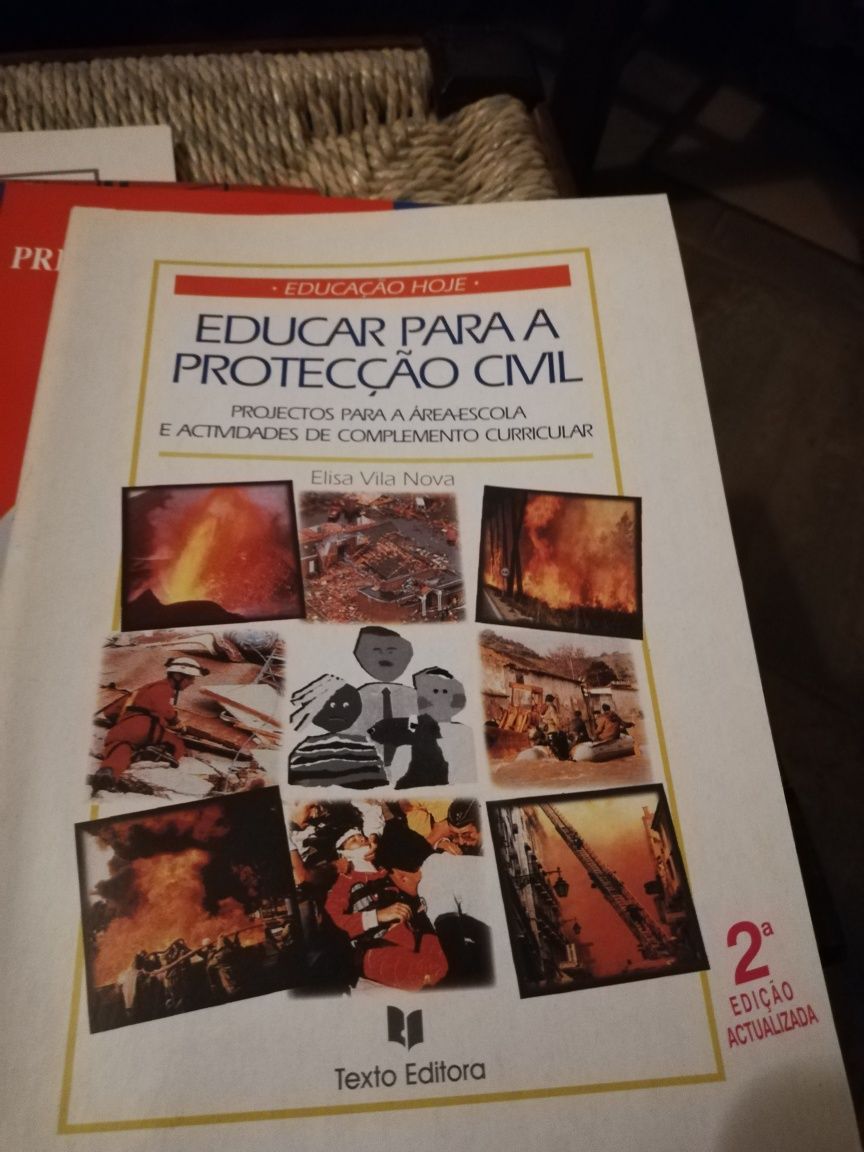 PRI
• EDUCAÇÃO HOJE •
EDUCAR PARA A
PROTECÇÃO CIVIL
PROJECTOS PARA A ÁREA-ESCOLA
E ACTIVIDADES DE COMPLEMENTO CURRICULAR
Elisa Vila Nova
2ª
EDIÇÃO
ACTUALIZADA
Texto Editora